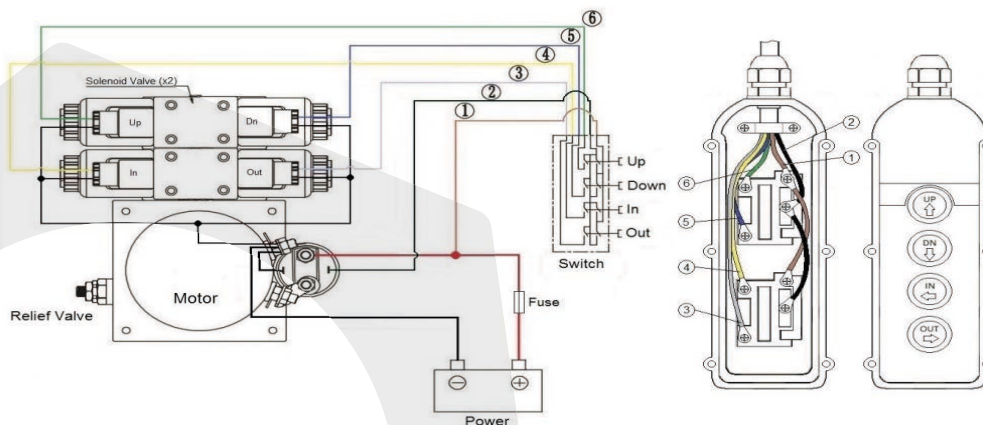 ⑥
⑤
④
③
②
①
Solenoid Valve (x2)
Up
Dn
In
Out
Up
Down
In
Out
Switch
Motor
Relief Valve
Fuse
Power
②
①
⑥
⑤
④
③
UP
DN
IN
OUT